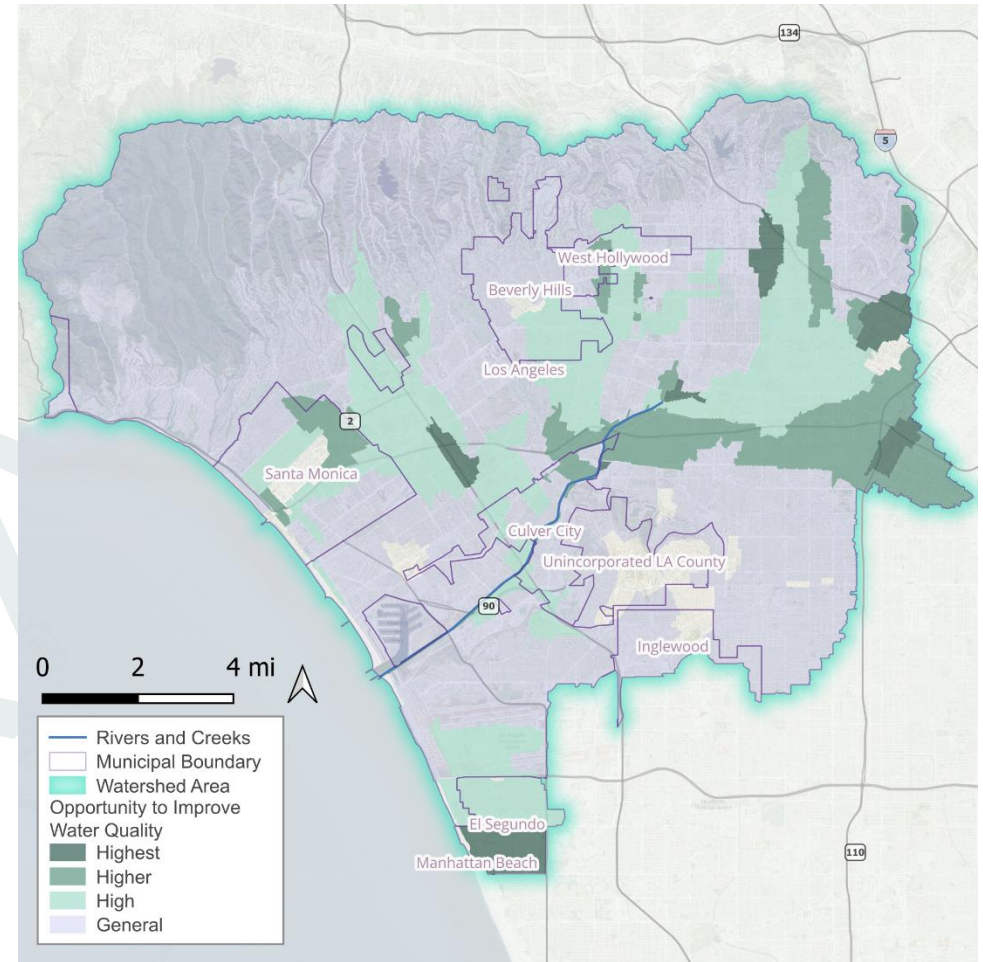 134
5
West Hollywood
Beverly Hills
Los Angeles
2
Santa Monica
Culver City
Unincorporated LA County
90
Inglewood
0 2 4 mi
Rivers and Creeks
Municipal Boundary
Watershed Area
Opportunity to Improve
Water Quality
Highest
Higher
High
General
El Segundo
Manhattan Beach
110